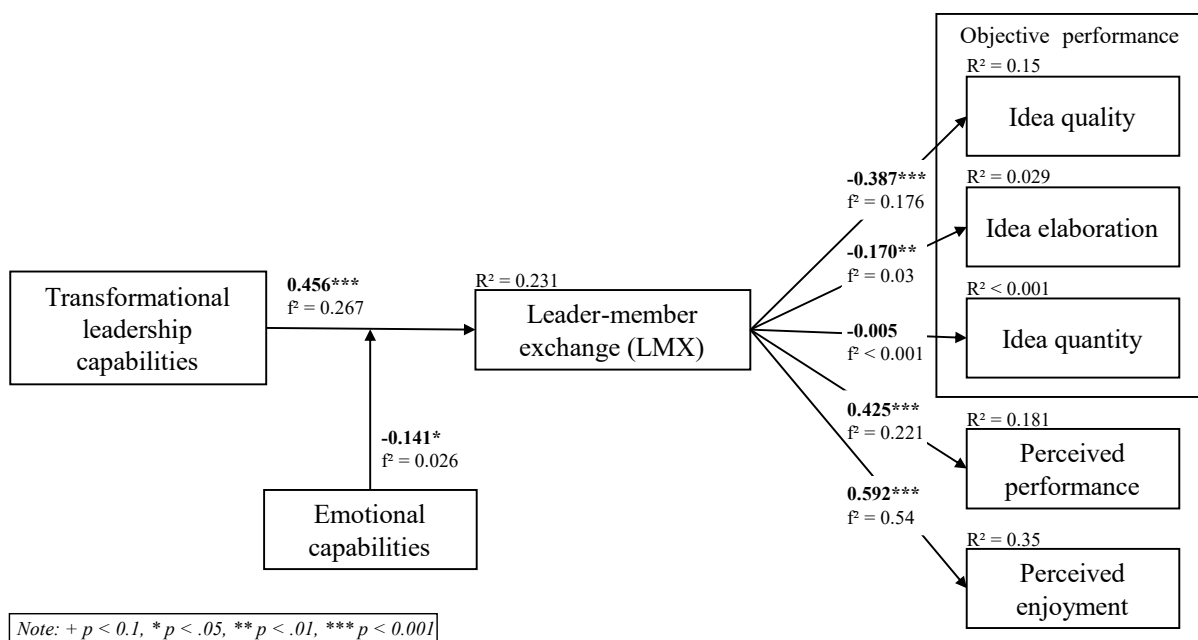 Objective performance
R² = 0.15
Idea quality
-0.387***
f² = 0.176
R² = 0.029
Idea elaboration
-0.170**
f² = 0.03
R² < 0.001
Idea quantity
-0.005
f² < 0.001
Transformational
leadership
capabilities
0.456***
f² = 0.267
R² = 0.231
Leader-member
exchange (LMX)
-0.141*
f² = 0.026
Emotional
capabilities
0.425***
f² = 0.221
R² = 0.181
Perceived
performance
0.592***
f² = 0.54
R² = 0.35
Perceived
enjoyment
Note: + p < 0.1, * p < .05, ** p < .01, *** p < 0.001